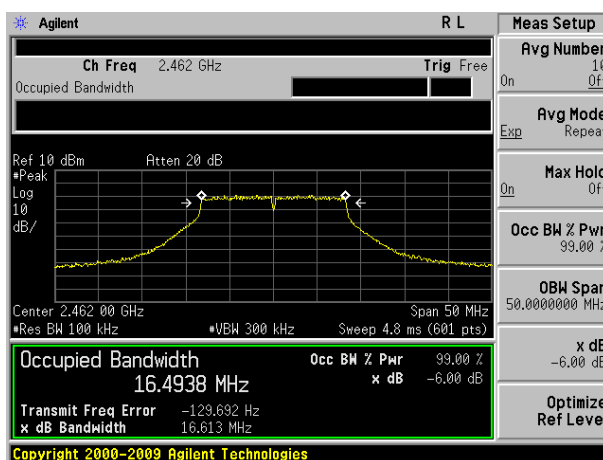 Agilent R L Meas Setup
Ch Freq 2.462 GHz Trig Free
Occupied Bandwidth
Avg Number
10
On Off
Avg Mode
Exp Repeat
Max Hold
On Off
Occ BW % Pwr
99.00 %
OBW Span
50.0000000 MHz
x dB
-6.00 dB
Optimize
Ref Level
Ref 10 dBm Atten 20 dB
#Peak
Log
10
dB/
Center 2.462 00 GHz Span 50 MHz
#Res BW 100 kHz #VBW 300 kHz Sweep 4.8 ms (601 pts)
Occupied Bandwidth Occ BW % Pwr 99.00 %
16.4938 MHz x dB -6.00 dB
Transmit Freq Error -129.692 Hz
x dB Bandwidth 16.613 MHz
Copyright 2000-2009 Agilent Technologies